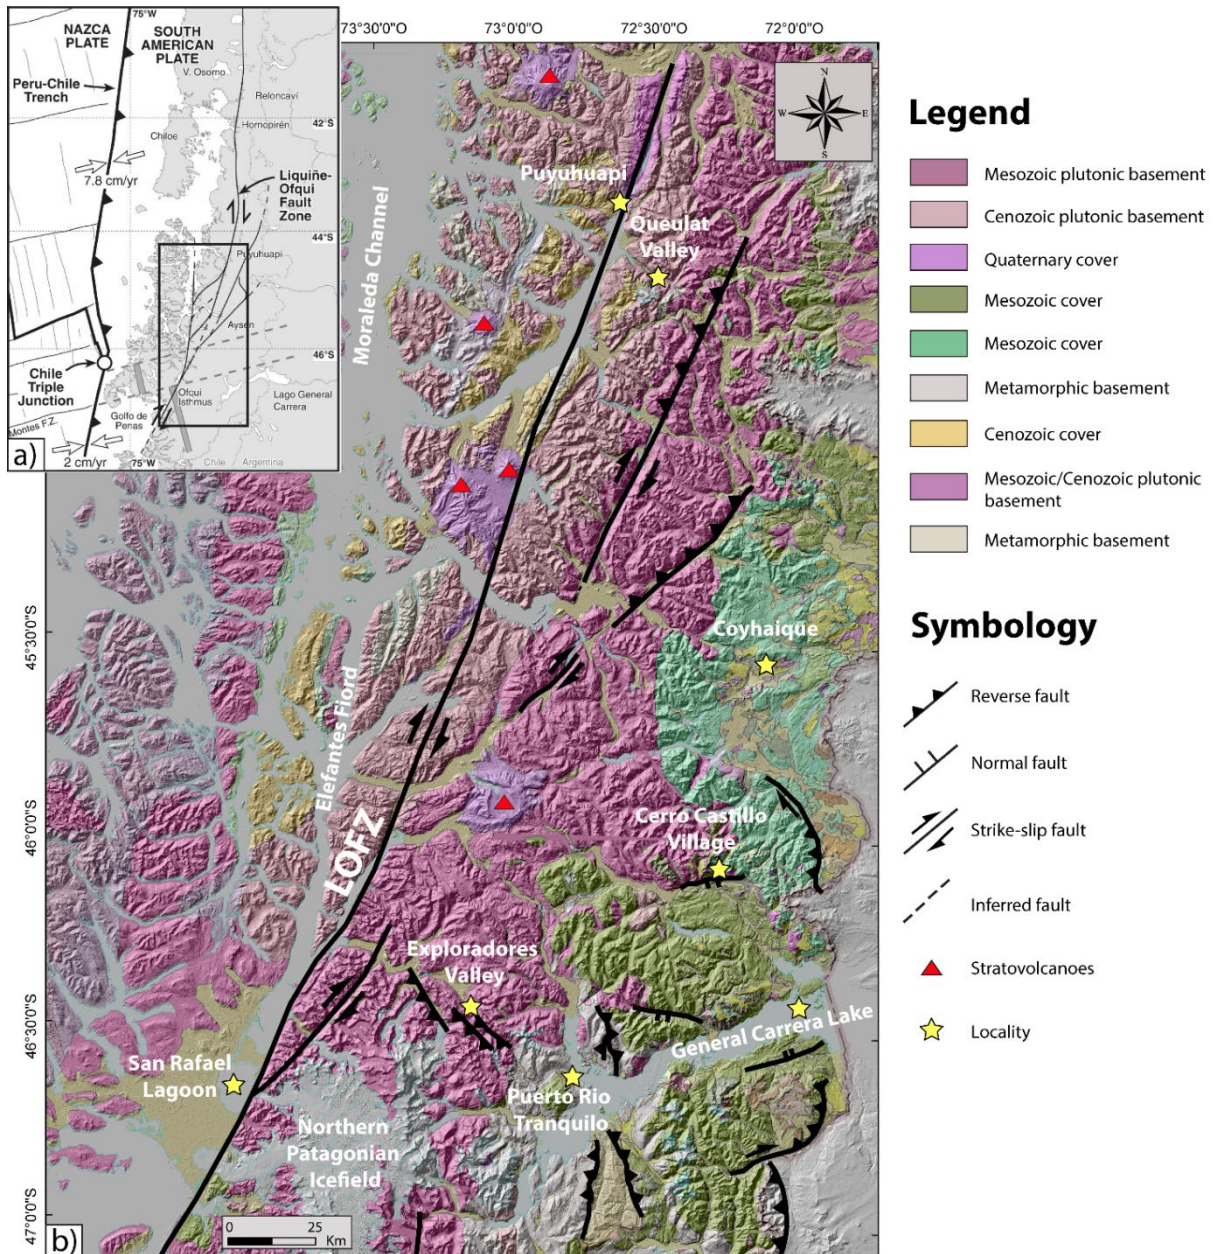 75°W
NAZCA
PLATE
SOUTH
AMERICAN
PLATE
V. Osorno
Peru-Chile
Trench
Reloncaví
42°S
Hornopirén
Chiloe
7.8 cm/yr
Liquiñe-
Ofqui
Fault
Zone
44°S
Puyuhuapi
Aysen
46°S
Chile
Triple
Junction
Ofqui
Isthmus
Lago General
Carrera
Golfo de
Penas
Montes F.Z.
2 cm/yr
75°W
Chile
Argentina
a)
73°30'0"O
73°0'0"O
72°30'0"O
72°0'0"O
N
W
E
S
Puyuhuapi
Queulat
Valley
Moraleda Channel
45°30'0"S
Coyhaique
Elefantes Fiord
46°0'0"S
LOFZ
Cerro Castillo
Village
Exploradores
Valley
46°30'0"S
General Carrera Lake
San Rafael
Lagoon
Puerto Rio
Tranquilo
Northern
Patagonian
Icefield
47°0'0"S
b)
0
25
Km
Legend
Mesozoic plutonic basement
Cenozoic plutonic basement
Quaternary cover
Mesozoic cover
Mesozoic cover
Metamorphic basement
Cenozoic cover
Mesozoic/Cenozoic plutonic
basement
Metamorphic basement
Symbology
Reverse fault
Normal fault
Strike-slip fault
Inferred fault
Stratovolcanoes
Locality